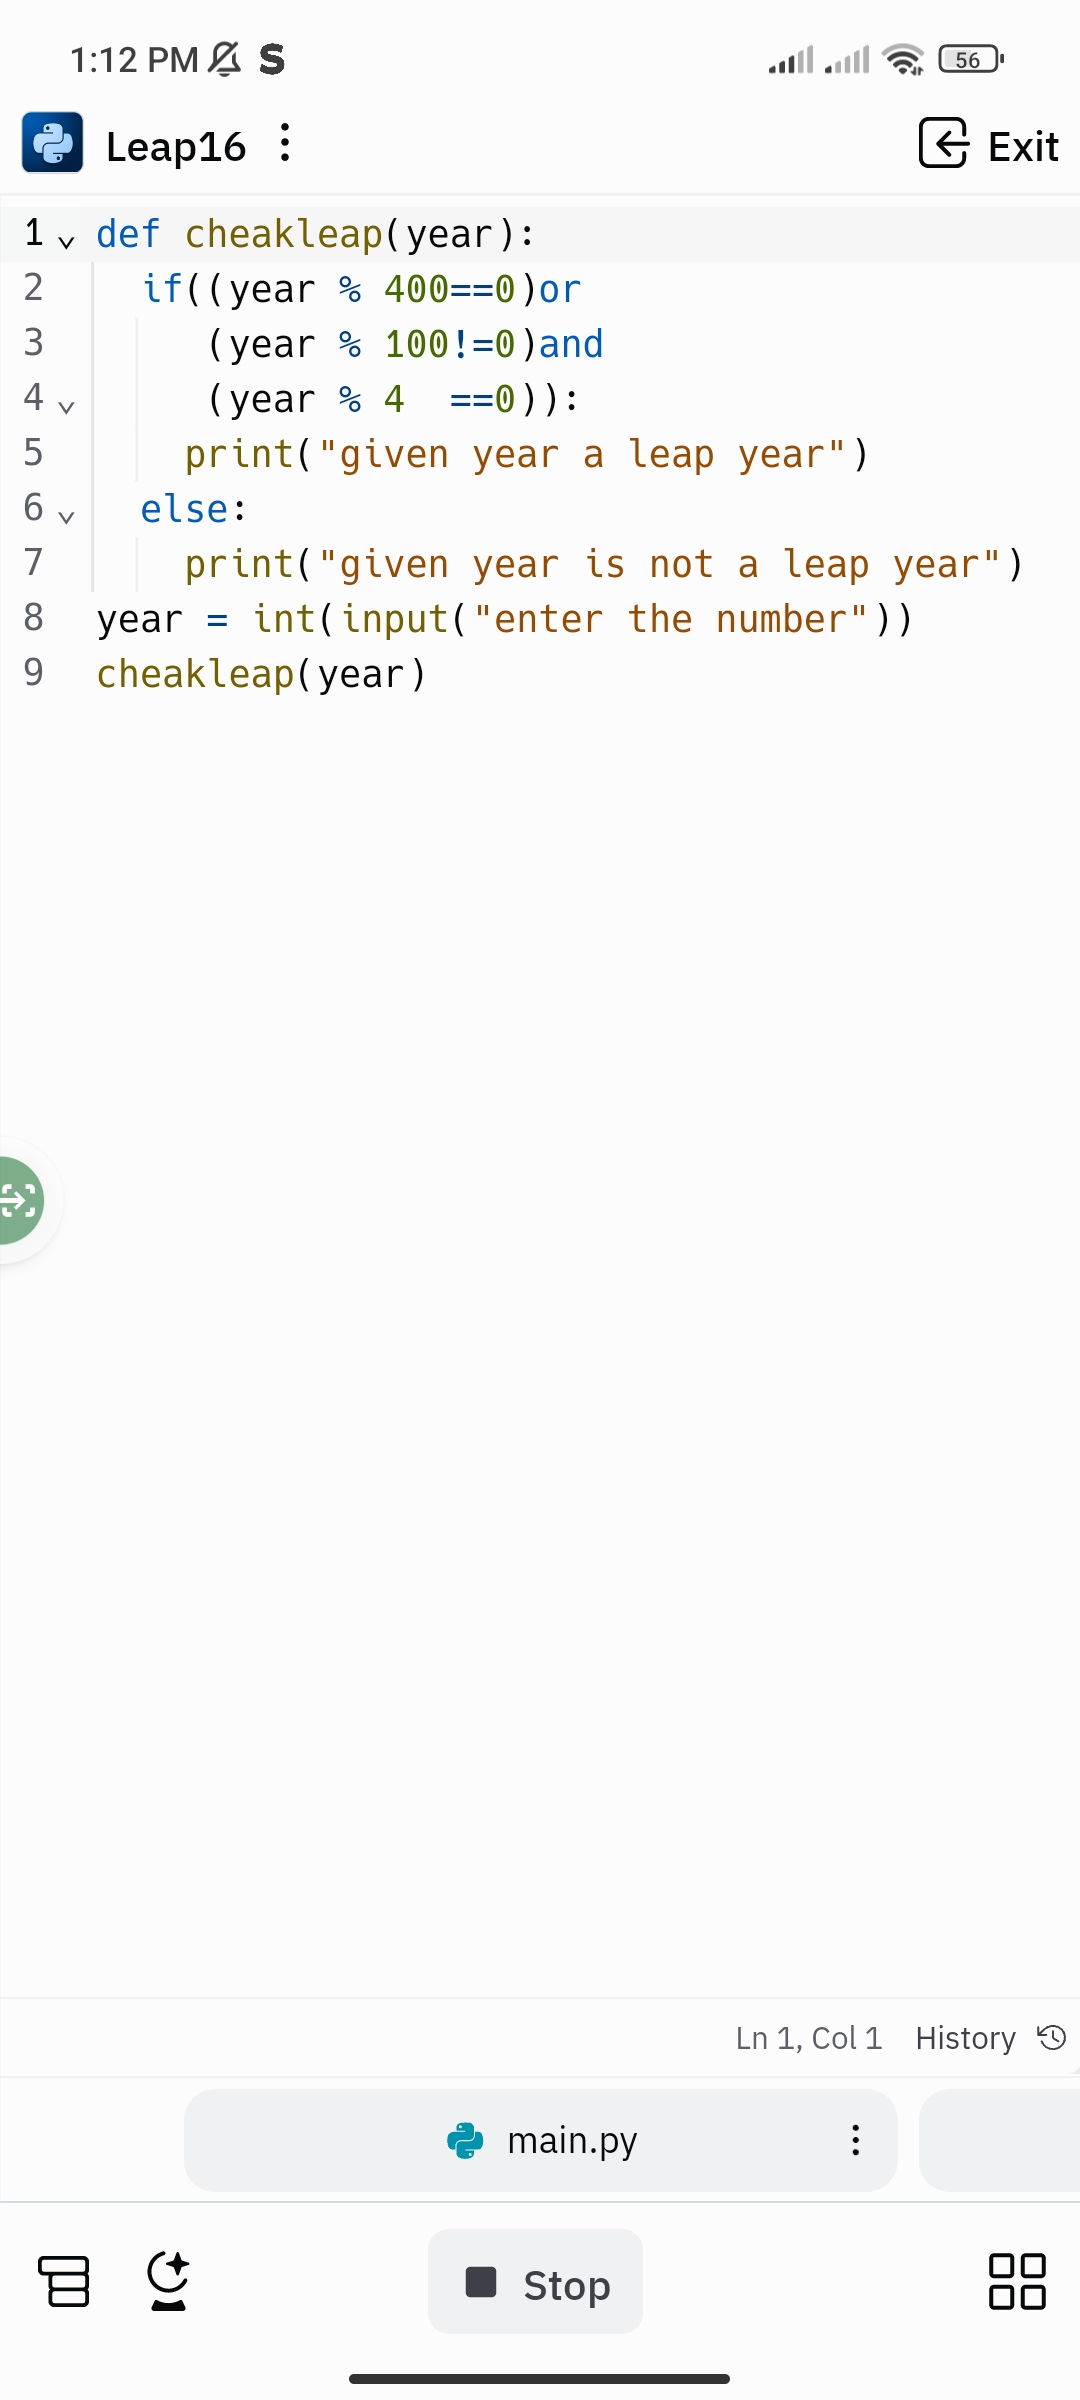 1:12 PM S 56
Leap16 Exit
1 def cheakleap(year):
2 if((year % 400==0)or
3 (year % 100!=0)and
4 (year % 4  ==0)):
5 print("given year a leap year")
6 else:
7 print("given year is not a leap year")
8 year = int(input("enter the number"))
9 cheakleap(year)
Ln 1, Col 1 History
main.py
Stop